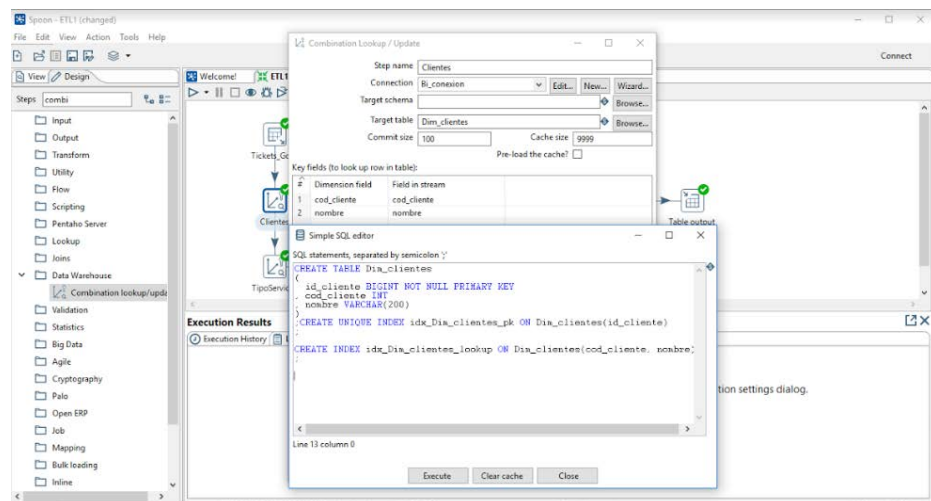 Spoon - ETL1 (changed)
File Edit View Action Tools Help
Connect
View Design
Steps combi
Input
Output
Transform
Utility
Flow
Scripting
Pentaho Server
Lookup
Joins
Data Warehouse
Combination lookup/upda
Validation
Statistics
Big Data
Agile
Cryptography
Palo
Open ERP
Job
Mapping
Bulk loading
Inline
Welcome! ETL1
Tickets_Ge
Clientes
TipoServic
Table output
Execution Results
Execution History
tion settings dialog.
Combination Lookup / Update
Step name Clientes
Connection Bi_conexion Edit... New... Wizard...
Target schema Browse...
Target table Dim_clientes Browse...
Commit size 100 Cache size 9999
Pre-load the cache?
Key fields (to look up row in table):
# Dimension field Field in stream
1 cod_cliente cod_cliente
2 nombre nombre
Simple SQL editor
SQL statements, separated by semicolon ';'
CREATE TABLE Dim_clientes
(
id_cliente BIGINT NOT NULL PRIMARY KEY
, cod_cliente INT
, nombre VARCHAR(200)
)
;CREATE UNIQUE INDEX idx_Dim_clientes_pk ON Dim_clientes(id_cliente)
;
CREATE INDEX idx_Dim_clientes_lookup ON Dim_clientes(cod_cliente, nombre)
;
Line 13 column 0
Execute Clear cache Close